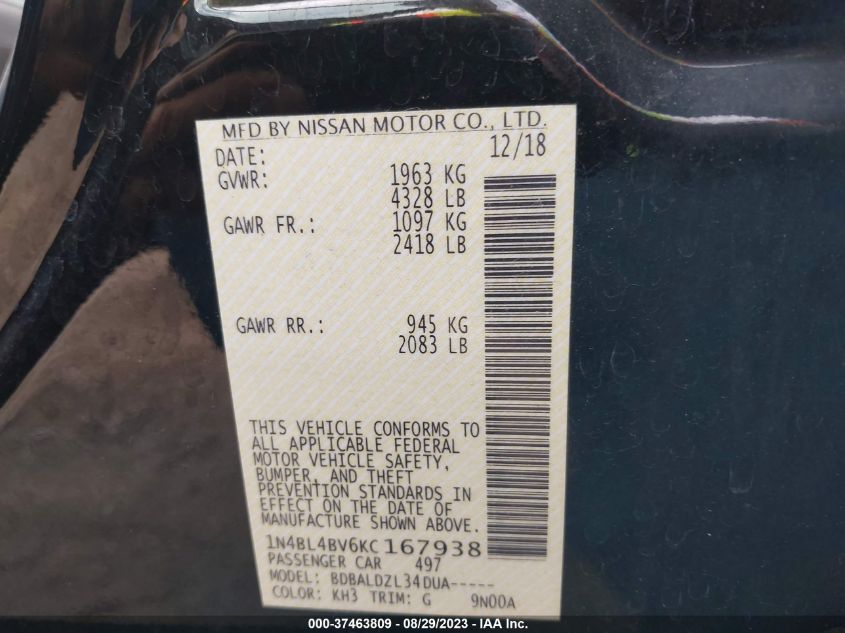 MFD BY NISSAN MOTOR CO., LTD.
DATE: 12/18
GVWR: 1963 KG
4328 LB
GAWR FR.: 1097 KG
2418 LB
GAWR RR.: 945 KG
2083 LB
THIS VEHICLE CONFORMS TO
ALL APPLICABLE FEDERAL
MOTOR VEHICLE SAFETY,
BUMPER, AND THEFT
PREVENTION STANDARDS IN
EFFECT ON THE DATE OF
MANUFACTURE SHOWN ABOVE.
1N4BL4BV6KC167938
PASSENGER CAR 497
MODEL: BDBALDZL34DUA-----
COLOR: KH3 TRIM: G 9N00A
000-37463809 - 08/29/2023 - IAA Inc.